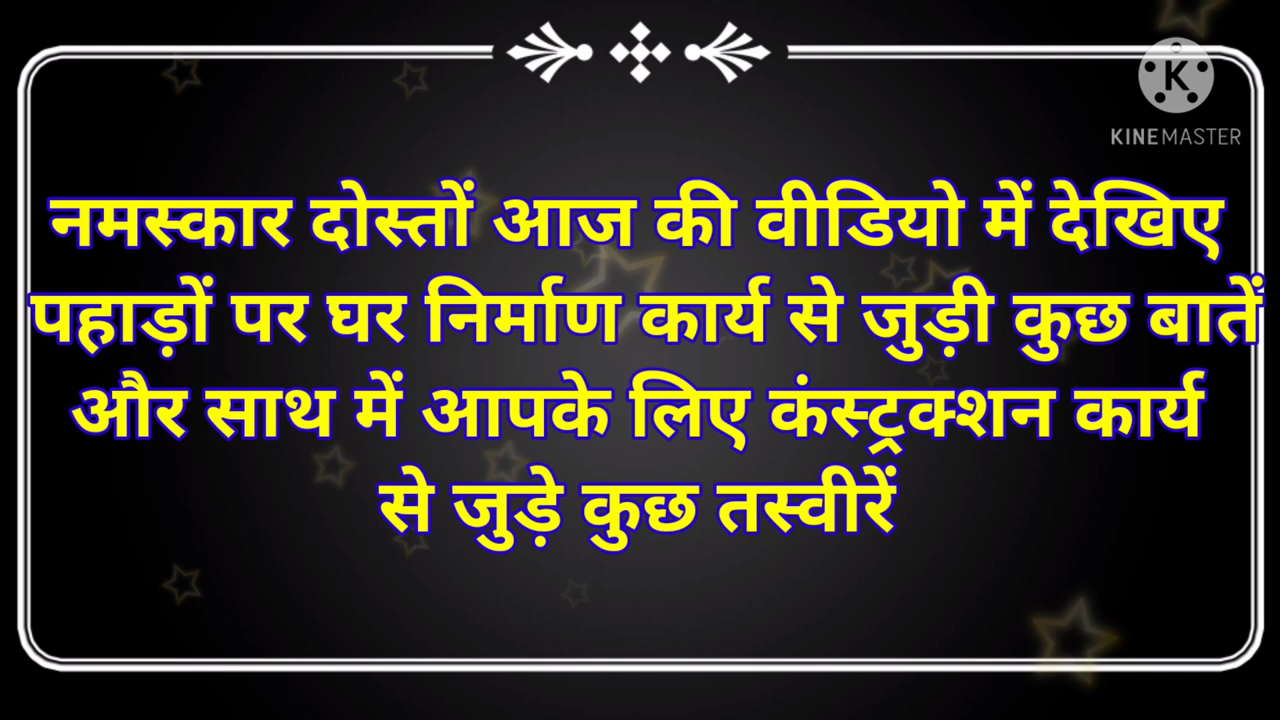 K
KINEMASTER
नमस्कार दोस्तों आज की वीडियो में देखिए
पहाड़ों पर घर निर्माण कार्य से जुड़ी कुछ बातें
और साथ में आपके लिए कंस्ट्रक्शन कार्य
से जुड़े कुछ तस्वीरें